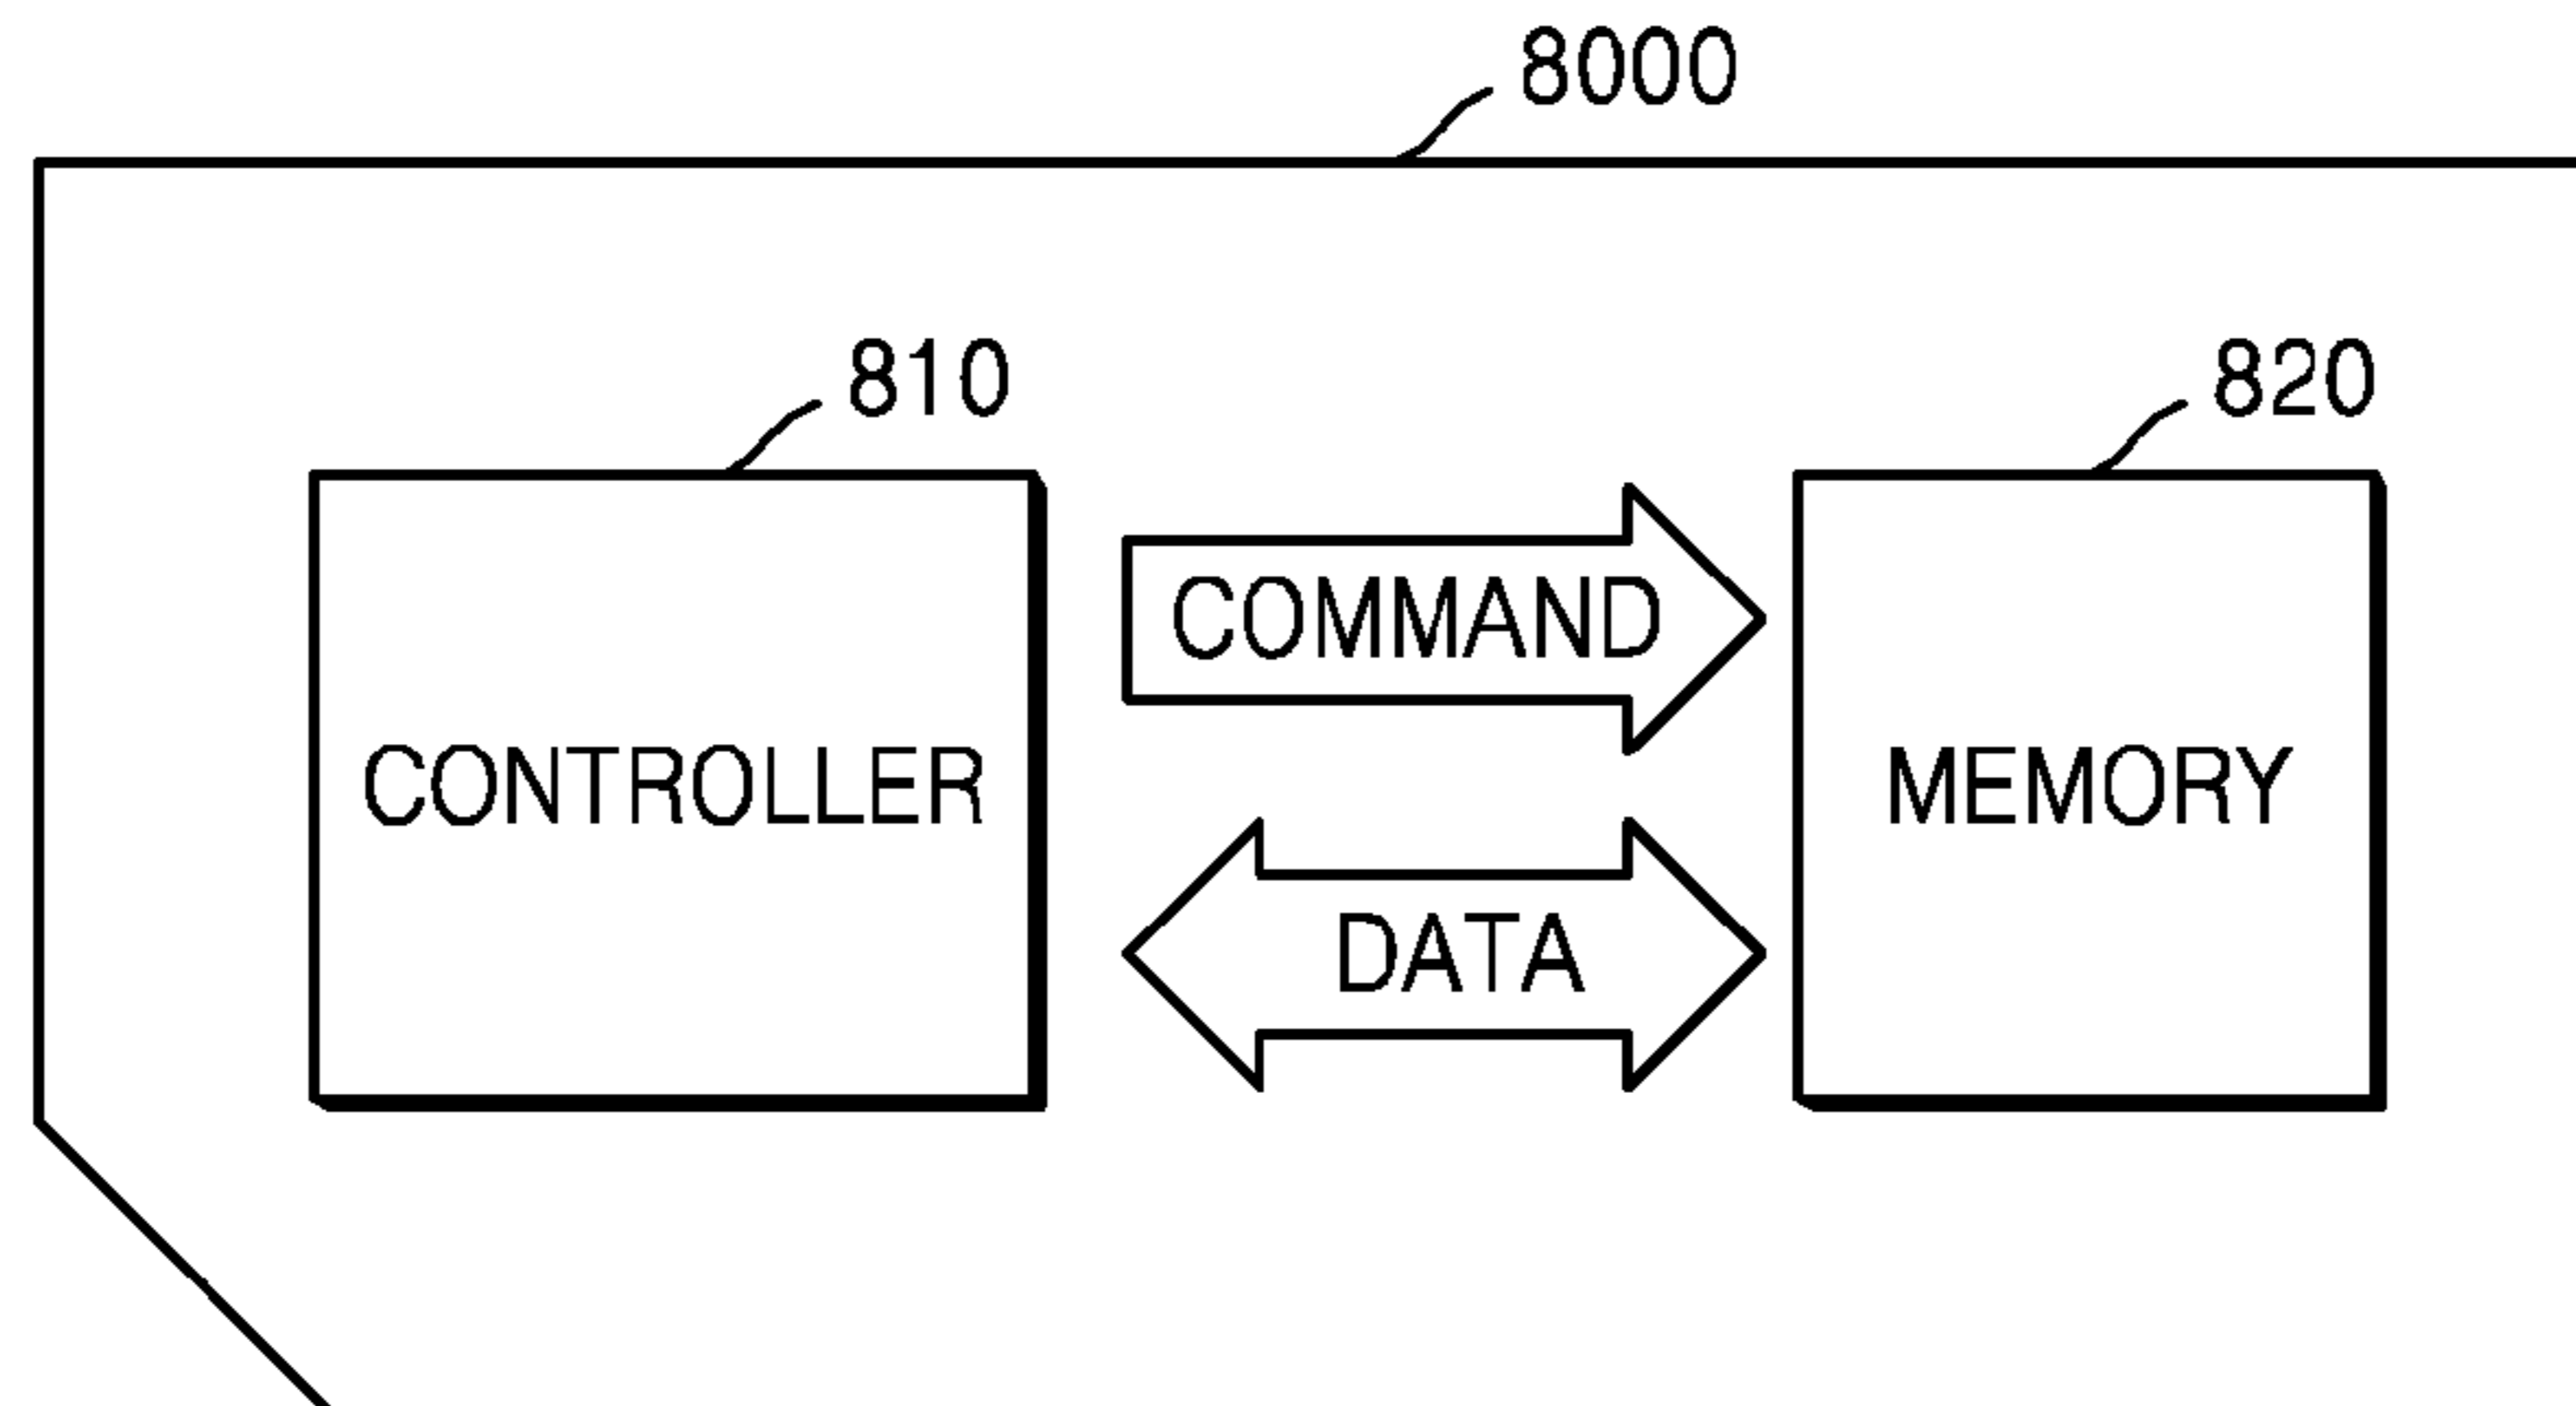 8000
810
820
COMMAND
CONTROLLER
MEMORY
DATA